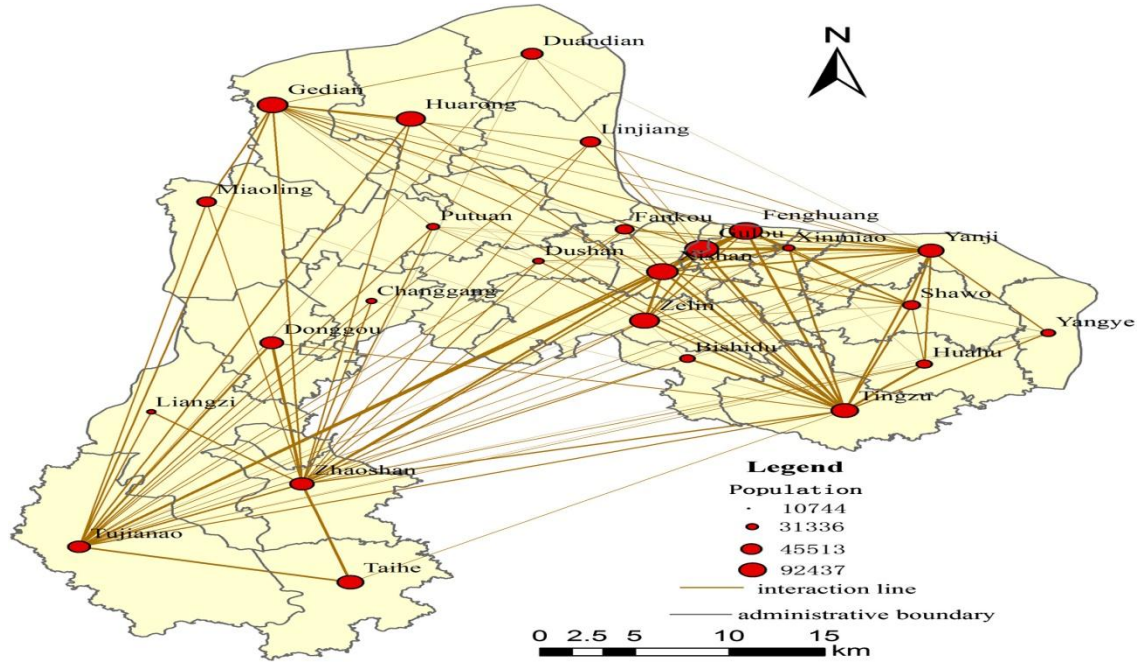 N
Duandian
Gedian
Huarong
Linjiang
Miaoling
Putuan
Fankou
Fenghuang
Gulou
Xinmiao
Yanji
Dushan
Xishan
Changgang
Shawo
Zelin
Yangye
Donggou
Bishidu
Huahu
Liangzi
Tingzu
Zhaoshan
Legend
Population
10744
31336
45513
92437
interaction line
administrative boundary
Tujianao
Taihe
0 2.5 5 10 15
km